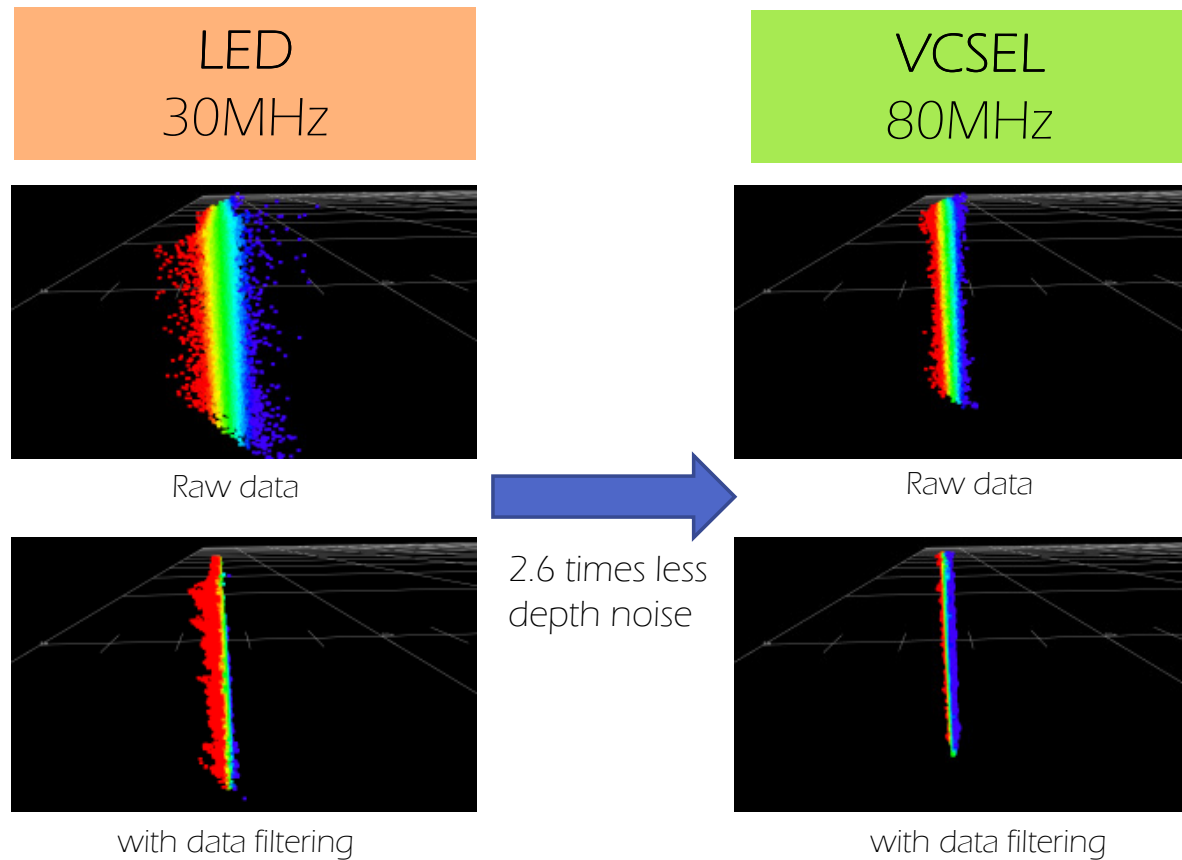 LED
30MHz
VCSEL
80MHz
Raw data
Raw data
2.6 times less
depth noise
with data filtering
with data filtering